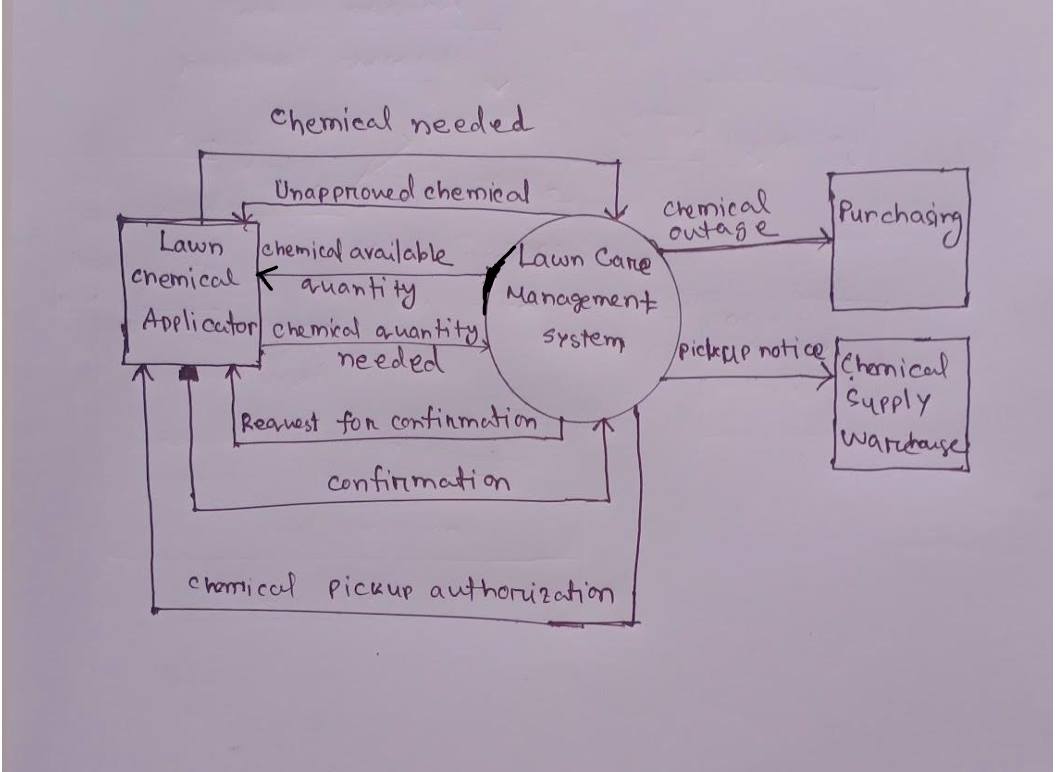 Chemical needed
Unapproved chemical
Lawn
chemical
Applicator
chemical available
quantity
chemical quantity
needed
Lawn Care
Management
system
chemical
outage
Purchasing
pickup notice
Chemical
Supply
Warehouse
Request for confirmation
confirmation
chemical pickup authorization